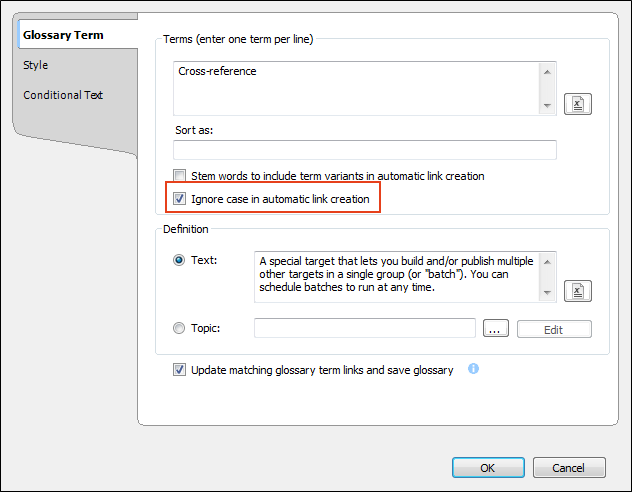 Glossary Term
Style
Conditional Text
Terms (enter one term per line)
Cross-reference
Sort as:
Stem words to include term variants in automatic link creation
Ignore case in automatic link creation
Definition
Text:
A special target that lets you build and/or publish multiple
other targets in a single group (or "batch"). You can
schedule batches to run at any time.
Topic:
...
Edit
Update matching glossary term links and save glossary
OK
Cancel